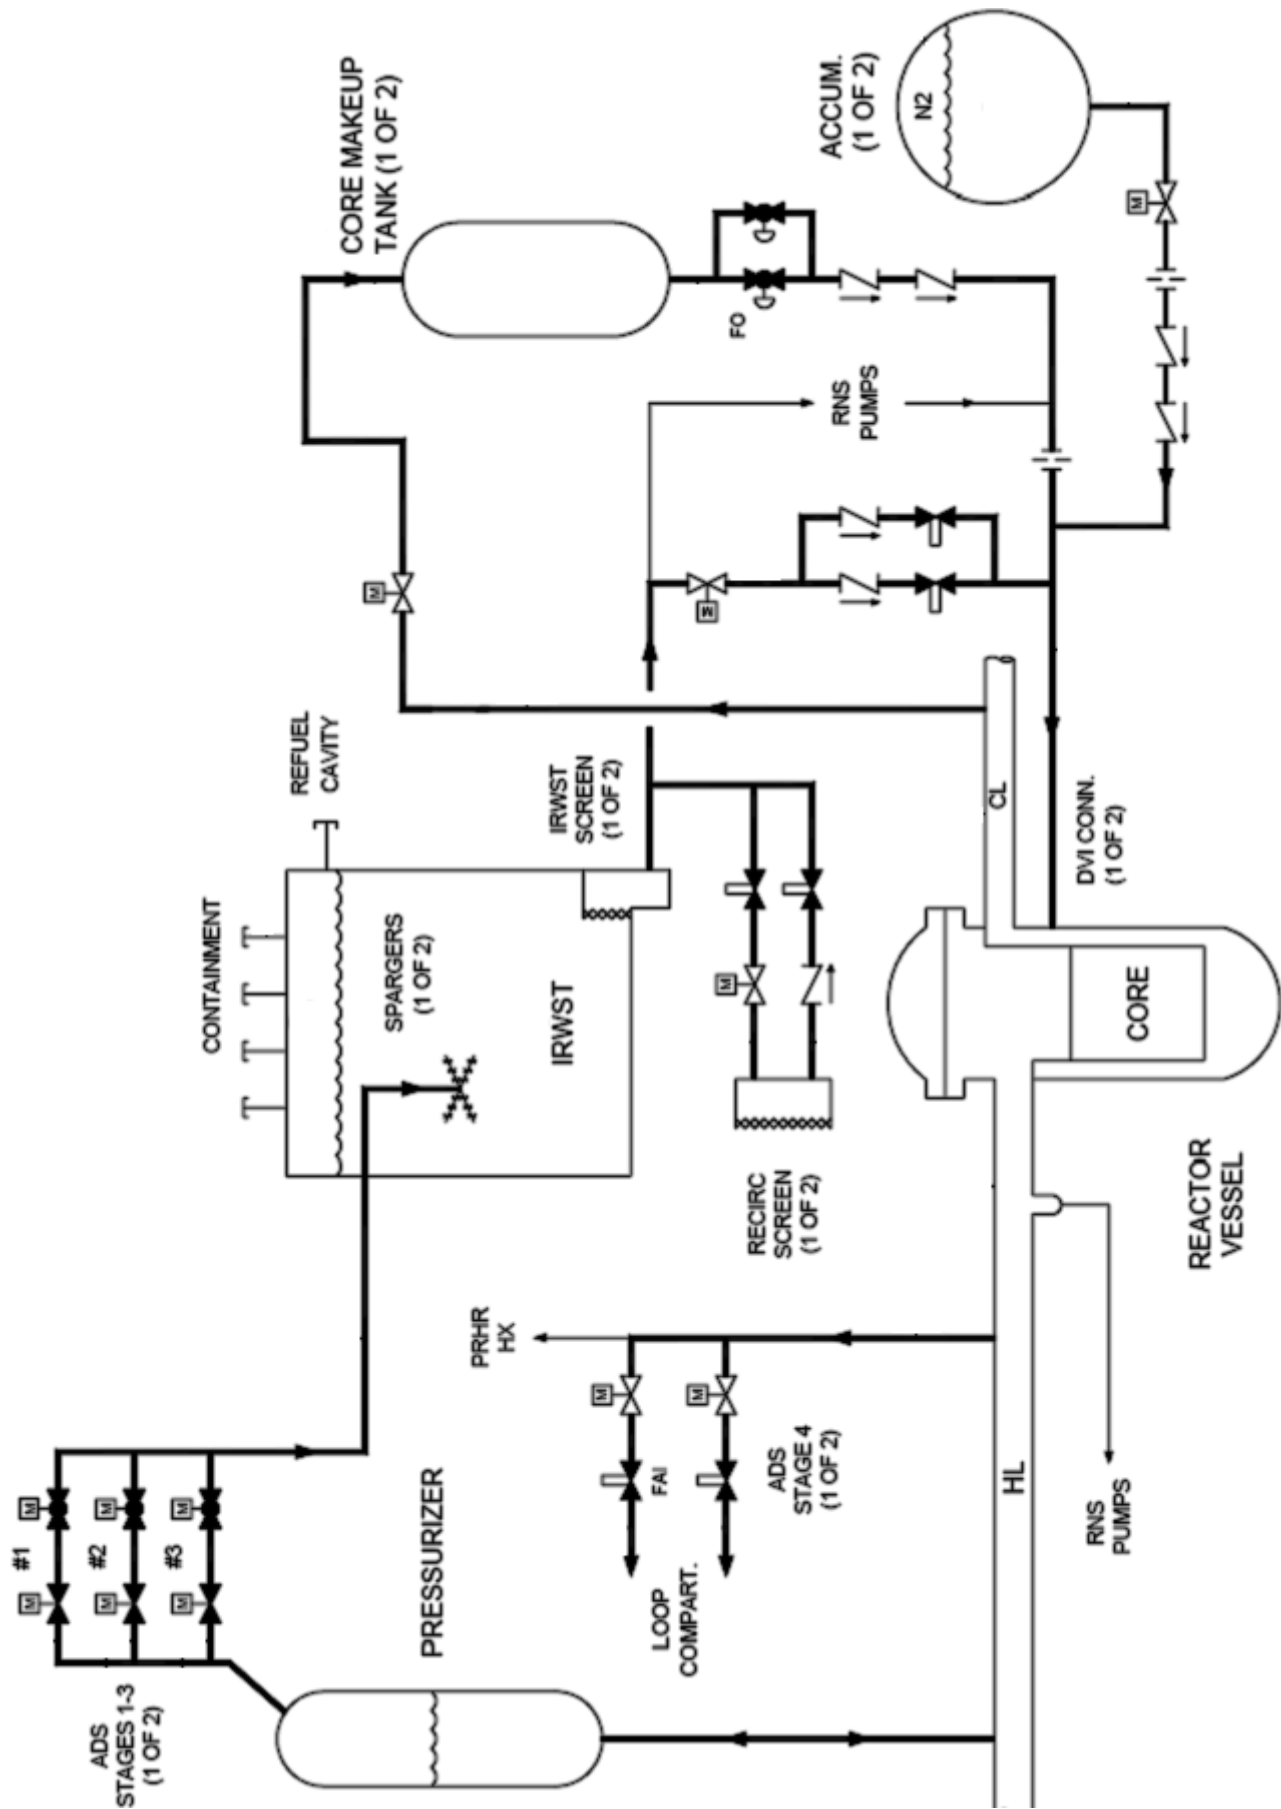 ADS
STAGES 1-3
(1 OF 2)
M
#1
M
M
#2
M
M
#3
M
CONTAINMENT
REFUEL
CAVITY
CORE MAKEUP
TANK (1 OF 2)
M
SPARGERS
(1 OF 2)
PRESSURIZER
PRHR
HX
IRWST
IRWST
SCREEN
(1 OF 2)
M
FAI
M
LOOP
COMPART.
ADS
STAGE 4
(1 OF 2)
RECIRC
SCREEN
(1 OF 2)
M
M
FO
RNS
PUMPS
ACCUM.
(1 OF 2)
N2
M
HL
CL
RNS
PUMPS
DVI CONN.
(1 OF 2)
CORE
REACTOR
VESSEL